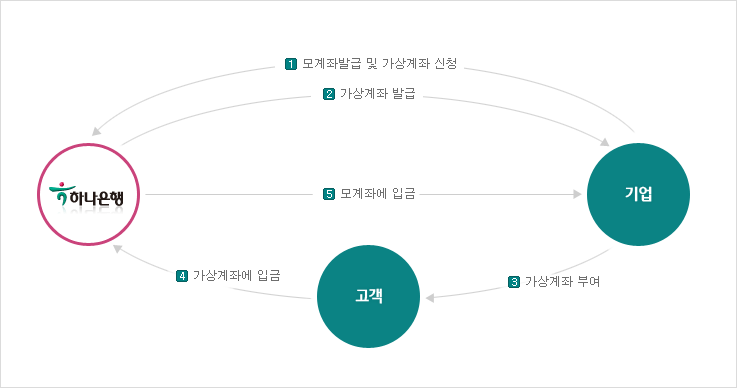 1 모계좌발급 및 가상계좌 신청
2 가상계좌 발급
하나은행
5 모계좌에 입금
기업
4 가상계좌에 입금
고객
3 가상계좌 부여